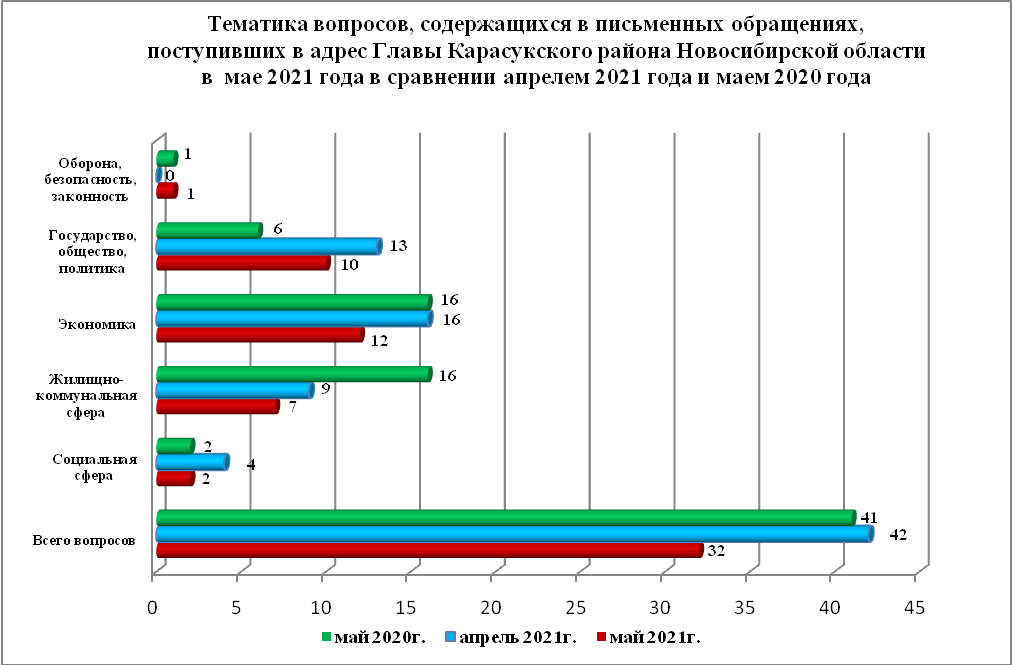 Тематика вопросов, содержащихся в письменных обращениях,
поступивших в адрес Главы Карасукского района Новосибирской области
в мае 2021 года в сравнении апрелем 2021 года и маем 2020 года
Оборона,
безопасность,
законность
1
0
1
Государство,
общество,
политика
6
13
10
Экономика
16
16
12
Жилищно-
коммунальная
сфера
16
9
7
Социальная
сфера
2
4
2
Всего вопросов
41
42
32
0 5 10 15 20 25 30 35 40 45
май 2020г. апрель 2021г. май 2021г.